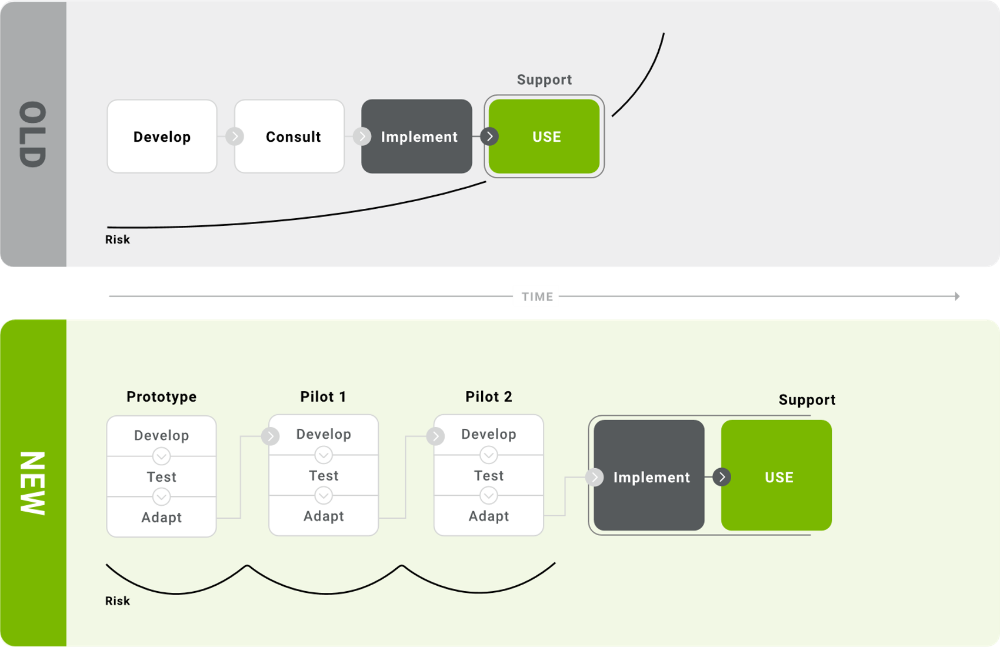 OLD
Support
Develop
Consult
Implement
USE
Risk
TIME
NEW
Prototype
Pilot 1
Pilot 2
Support
Develop
Test
Adapt
Develop
Test
Adapt
Develop
Test
Adapt
Implement
USE
Risk